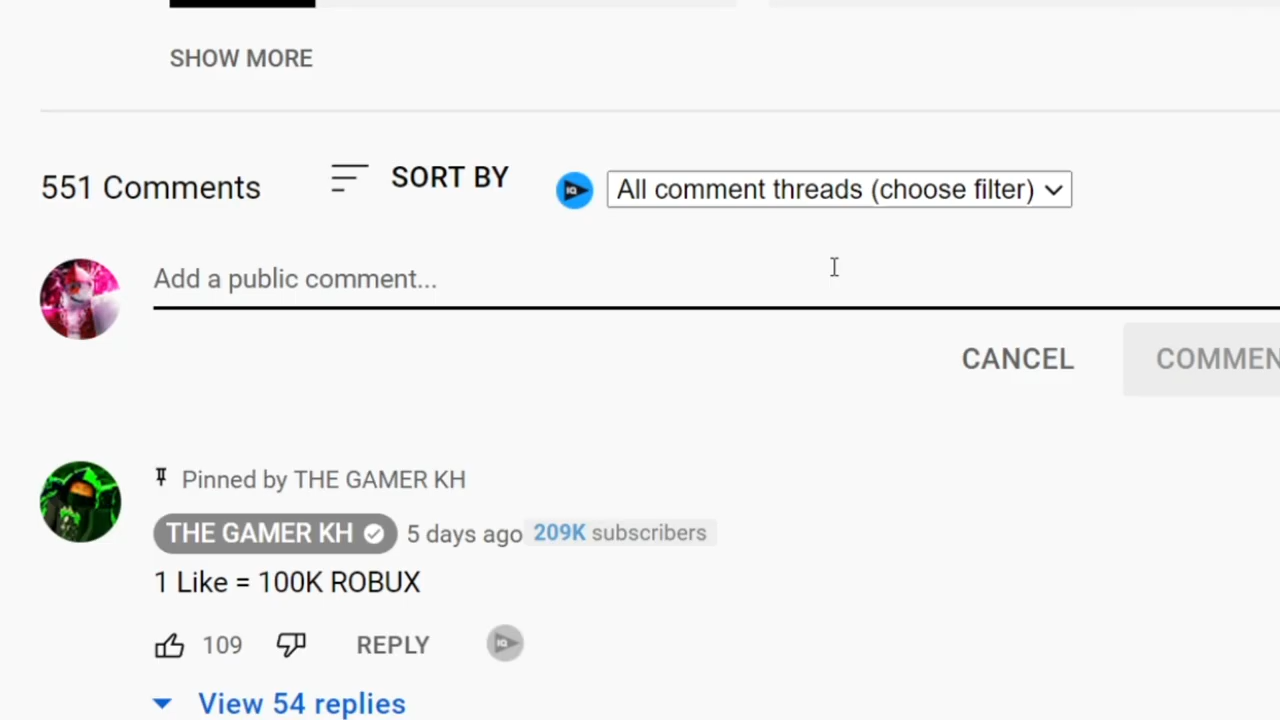 SHOW MORE
551 Comments
SORT BY
IQ
All comment threads (choose filter)
Add a public comment...
CANCEL
COMMEN
Pinned by THE GAMER KH
THE GAMER KH 5 days ago 209K subscribers
1 Like = 100K ROBUX
109 REPLY IQ
View 54 replies